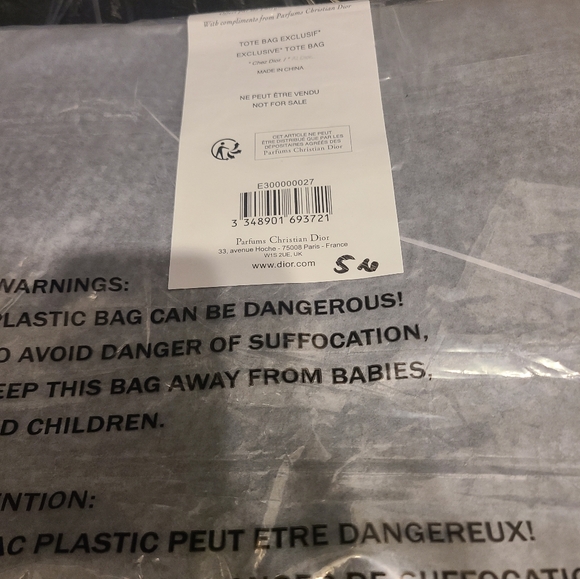 With compliments from Parfums Christian Dior
TOTE BAG EXCLUSIF*
EXCLUSIVE* TOTE BAG
* Chez Dior
MADE IN CHINA
NE PEUT ÊTRE VENDU
NOT FOR SALE
CET ARTICLE NE PEUT
ÊTRE DISTRIBUÉ QUE PAR LES
DÉPOSITAIRES AGRÉÉS DES
Parfums Christian Dior
E300000027
3 348901 693721
Parfums Christian Dior
33, avenue Hoche - 75008 Paris - France
W1S 2UE, UK
www.dior.com
WARNINGS:
PLASTIC BAG CAN BE DANGEROUS!
O AVOID DANGER OF SUFFOCATION,
EEP THIS BAG AWAY FROM BABIES,
D CHILDREN.
NTION:
AC PLASTIC PEUT ETRE DANGEREUX!
DE SUFFOCATIO